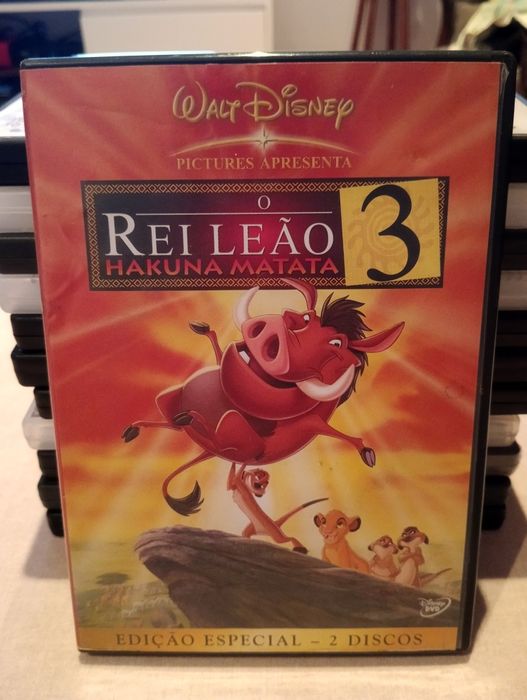 WALT DISNEY
PICTURES APRESENTA
O
REI LEÃO 3
HAKUNA MATATA
Disney
DVD
EDIÇÃO ESPECIAL – 2 DISCOS